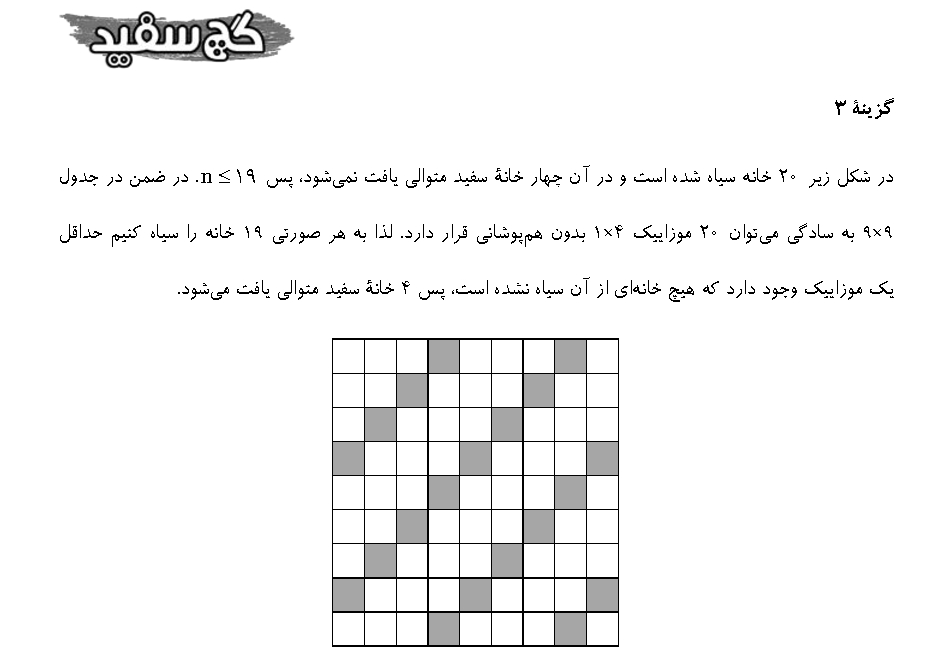 گچ سفید
گزینهٔ ۳
در شکل زیر ۲۰ خانه سیاه شده است و در آن چهار خانهٔ سفید متوالی یافت نمی‌شود، پس n ≤ ۱۹. در ضمن در جدول
۹×۹ به سادگی می‌توان ۲۰ موزاییک ۴×۱ بدون هم‌پوشانی قرار دارد. لذا به هر صورتی ۱۹ خانه را سیاه کنیم حداقل
یک موزاییک وجود دارد که هیچ خانه‌ای از آن سیاه نشده است، پس ۴ خانهٔ سفید متوالی یافت می‌شود.